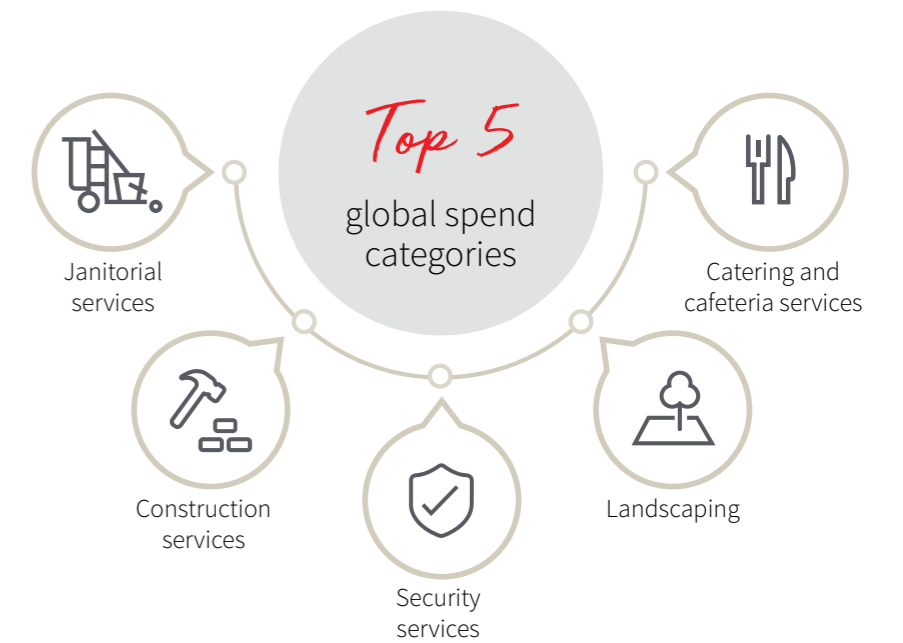 Top 5
global spend
categories
Janitorial
services
Catering and
cafeteria services
Construction
services
Landscaping
Security
services